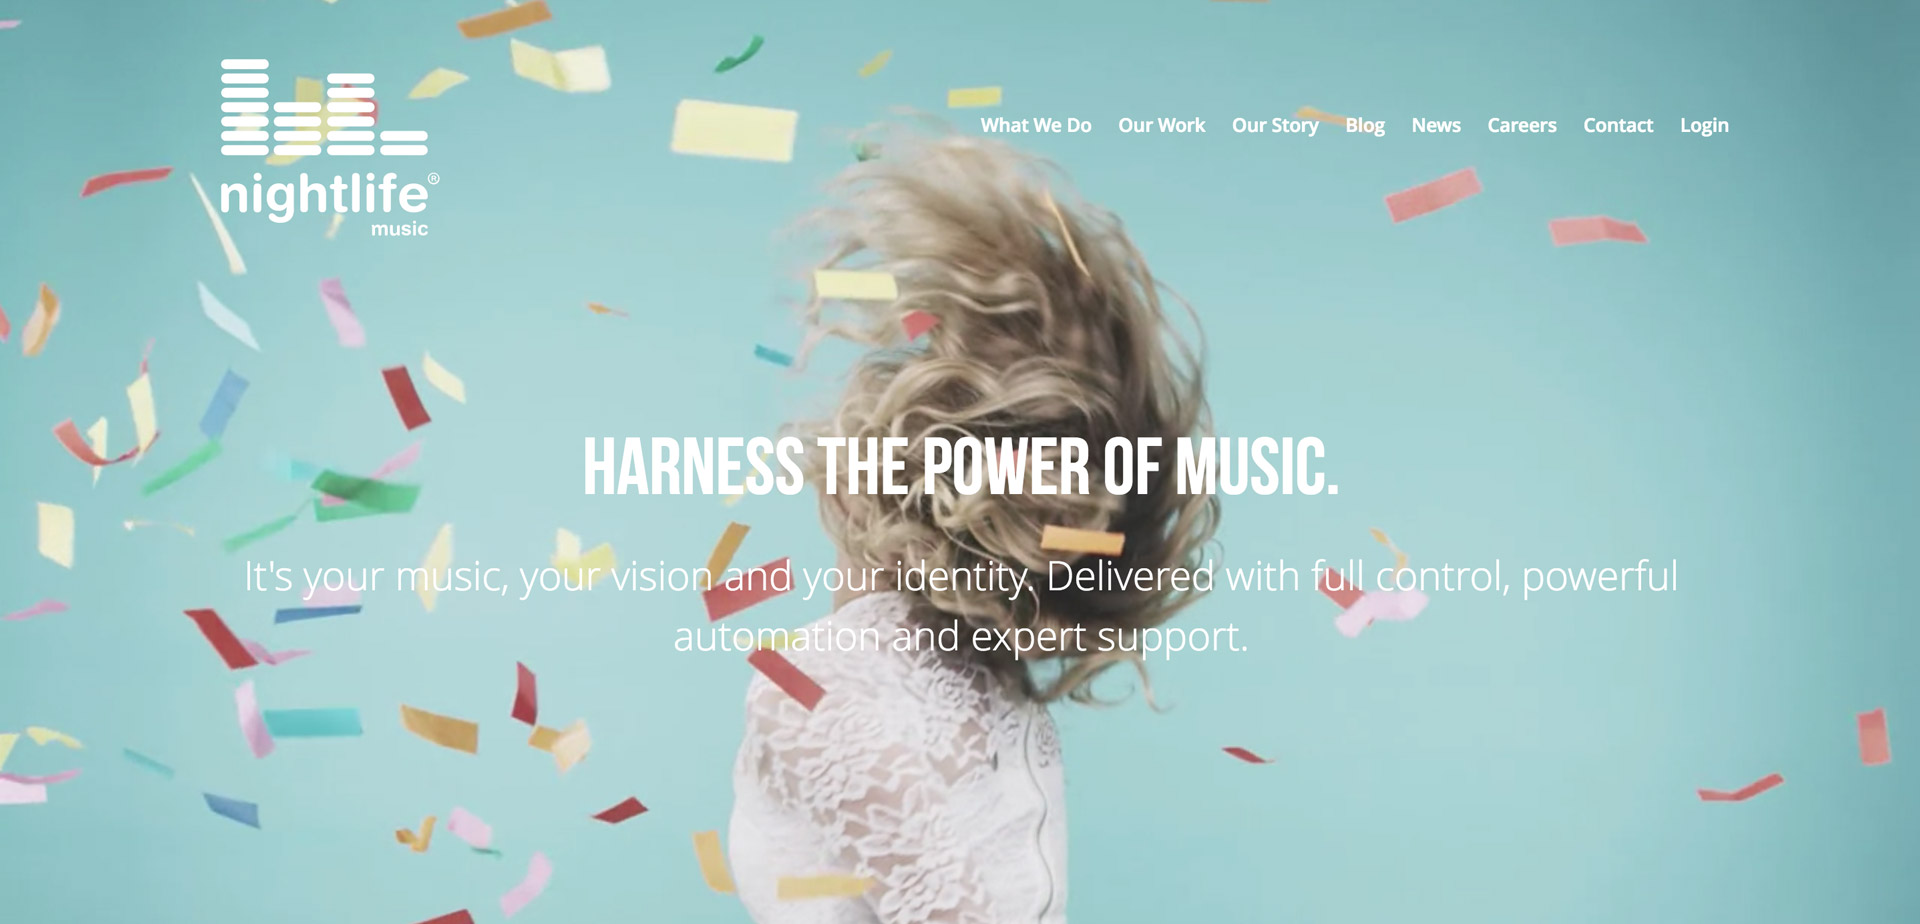 nightlife®
music
What We Do Our Work Our Story Blog News Careers Contact Login
HARNESS THE POWER OF MUSIC.
It's your music, your vision and your identity. Delivered with full control, powerful
automation and expert support.